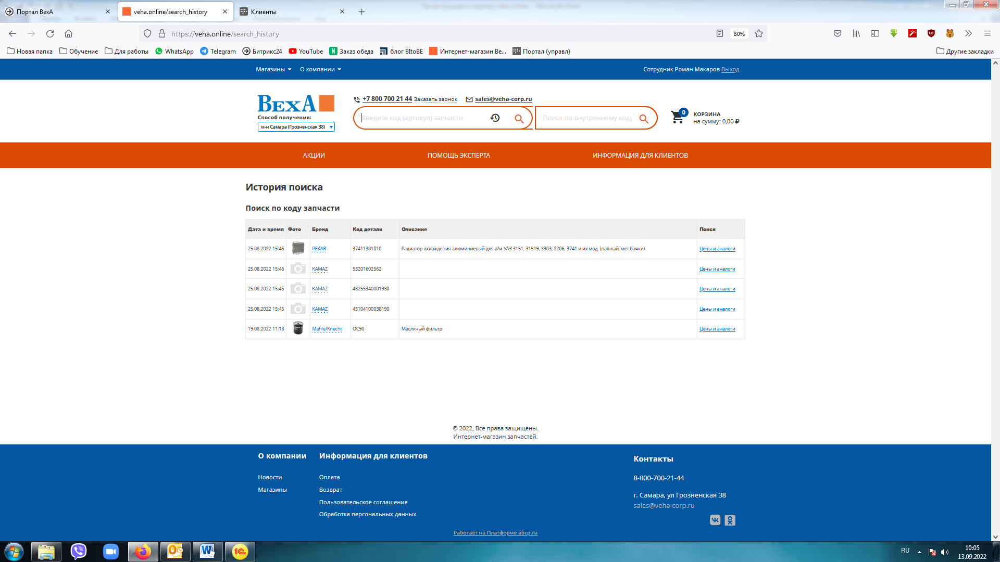 Портал ВехА
veha.online/search_history
Клиенты
https://veha.online/search_history
80%
Новая папка
Обучение
Для работы
WhatsApp
Telegram
Битрикс24
YouTube
Заказ обеда
блог BItoBE
Интернет-магазин Ве...
Портал (управл)
Другие закладки
Магазины
О компании
Сотрудник Роман Макаров Выход
ВехА
Способ получения:
м-н Самара (Грозненская 38)
+7 800 700 21 44 Заказать звонок
sales@veha-corp.ru
Введите код (артикул) запчасти
Поиск по внутреннему коду
0
КОРЗИНА
на сумму: 0,00 ₽
АКЦИИ
ПОМОЩЬ ЭКСПЕРТА
ИНФОРМАЦИЯ ДЛЯ КЛИЕНТОВ
История поиска
Поиск по коду запчасти
Дата и время Фото Бренд Код детали Описание Поиск
25.08.2022 15:46 PEKAR 37411301010 Радиатор охлаждения алюминиевый для а/м УАЗ 3151, 31519, 3303, 2206, 3741 и их мод. (паяный, мет.бачки) Цены и аналоги
25.08.2022 15:46 KAMAZ 53201602562 Цены и аналоги
25.08.2022 15:45 KAMAZ 43255340001930 Цены и аналоги
25.08.2022 15:45 KAMAZ 45104100038190 Цены и аналоги
19.08.2022 11:18 Mahle/Knecht OC90 Масляный фильтр Цены и аналоги
© 2022, Все права защищены.
Интернет-магазин запчастей.
О компании
Новости
Магазины
Информация для клиентов
Оплата
Возврат
Пользовательское соглашение
Обработка персональных данных
Контакты
8-800-700-21-44
г. Самара, ул Грозненская 38
sales@veha-corp.ru
Работает на Платформе abcp.ru
RU
10:05
13.09.2022